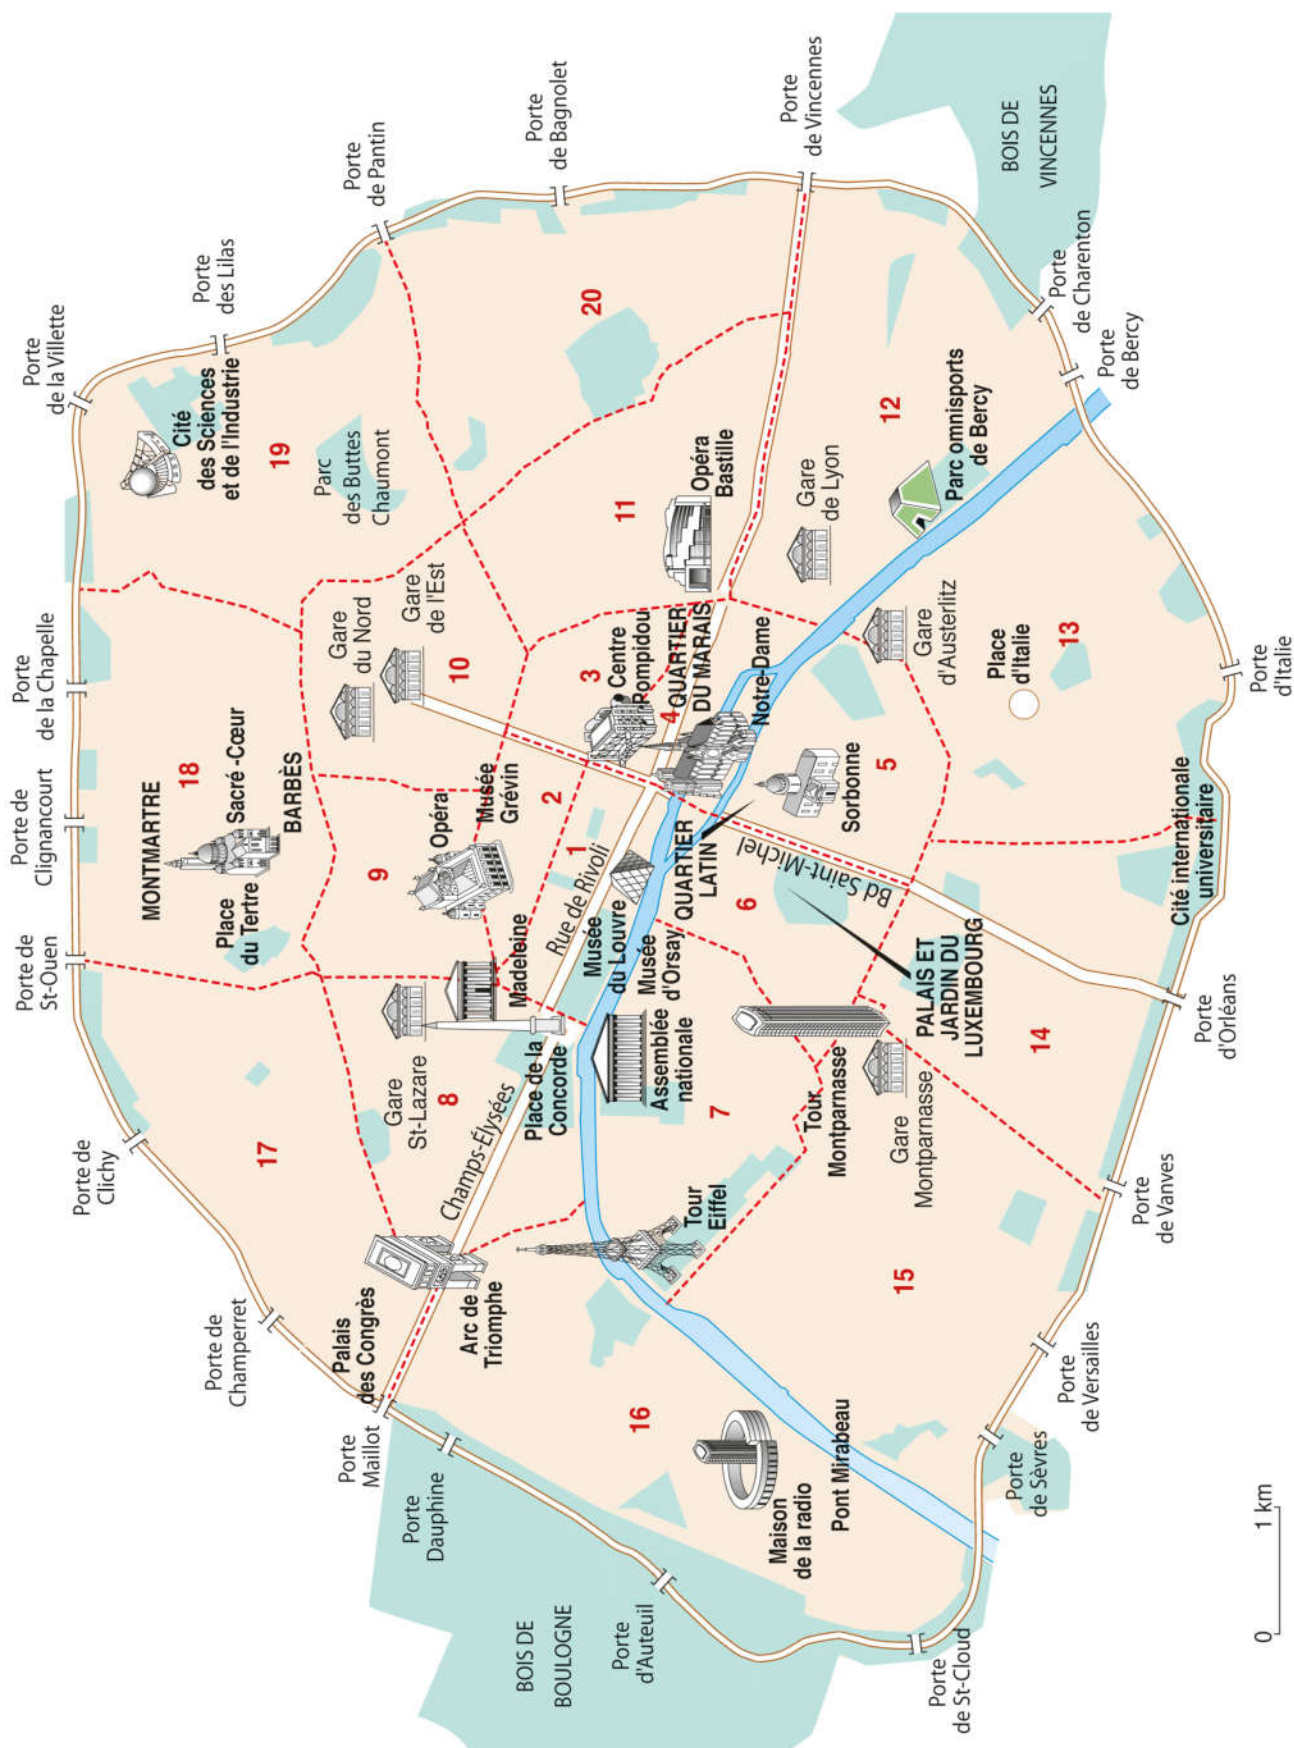 Porte de
St-Ouen
Porte de
Clignancourt
Porte
de la Chapelle
Porte
de la Villette
Porte
des Lilas
Porte
de Pantin
Porte
de Bagnolet
Porte
de Vincennes
BOIS DE
VINCENNES
Porte
de Charenton
Porte
de Bercy
Porte
d'Italie
Porte
d'Orléans
Porte
de Vanves
Porte
de Versailles
Porte
de Sèvres
Porte
de St-Cloud
Porte
d'Auteuil
BOIS DE
BOULOGNE
Porte
Dauphine
Porte
Maillot
Porte de
Champerret
Porte de
Clichy
17
MONTMARTRE
18
Place
du Tertre
Sacré -Cœur
BARBÈS
Cité
des Sciences
et de l'Industrie
19
Parc
des Buttes
Chaumont
Gare
du Nord
Gare
de l'Est
10
9
Opéra
Musée
Grévin
2
Gare
St-Lazare
8
Madeleine
Palais
des Congrès
Arc de
Triomphe
Champs-Élysées
Place de la
Concorde
Rue de Rivoli
1
Musée
du Louvre
Musée
d'Orsay
Assemblée
nationale
7
3
Centre
Pompidou
4
QUARTIER
DU MARAIS
Notre-Dame
11
20
Opéra
Bastille
Gare
de Lyon
12
Parc omnisports
de Bercy
Gare
d'Austerlitz
Place
d'Italie
13
5
Sorbonne
QUARTIER
LATIN
Bd Saint-Michel
6
PALAIS ET
JARDIN DU
LUXEMBOURG
Cité internationale
universitaire
14
Tour
Montparnasse
Gare
Montparnasse
Tour
Eiffel
15
16
Maison
de la radio
Pont Mirabeau
0
1 km